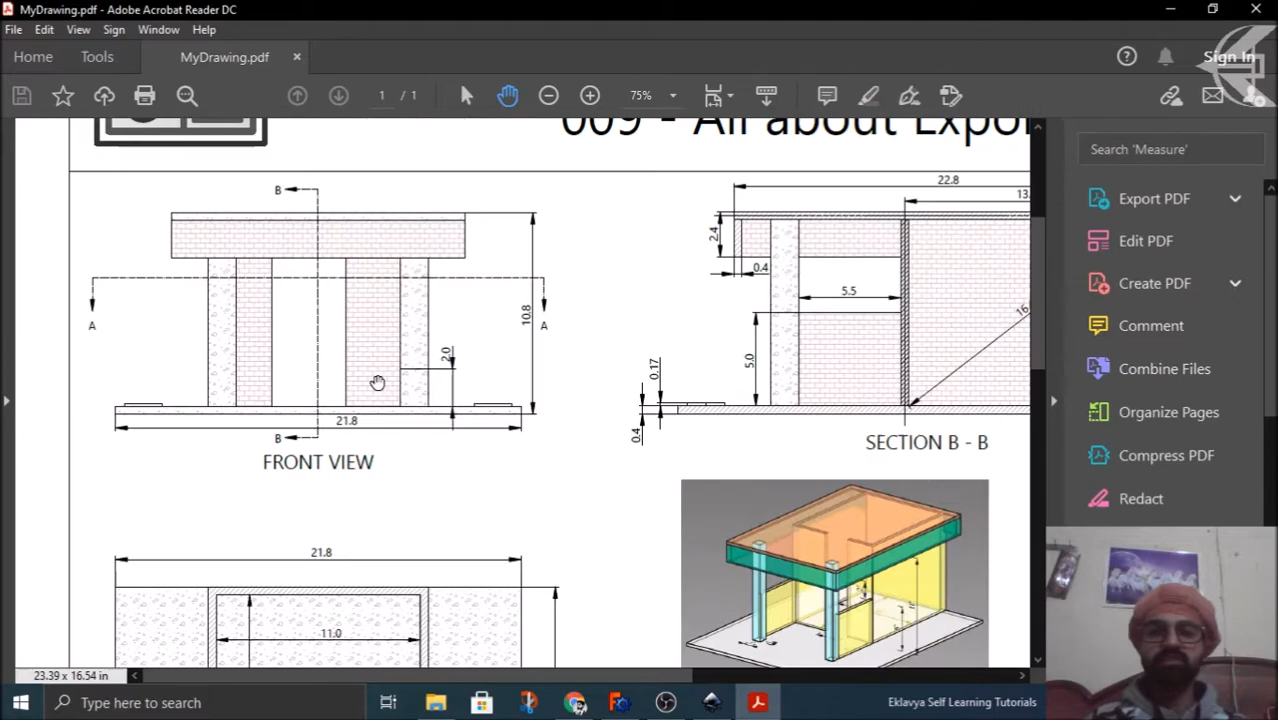 MyDrawing.pdf - Adobe Acrobat Reader DC
File Edit View Sign Window Help
Home Tools MyDrawing.pdf Sign In
1 / 1 75%
009 - All about Expor
Search 'Measure'
Export PDF
Edit PDF
Create PDF
Comment
Combine Files
Organize Pages
Compress PDF
Redact
B
A A
10.8
2.0
21.8
B
FRONT VIEW
22.8
13.
2.4
0.4
5.5
16.
5.0
0.17
0.4
SECTION B - B
21.8
11.0
23.39 x 16.54 in
Type here to search
Eklavya Self Learning Tutorials